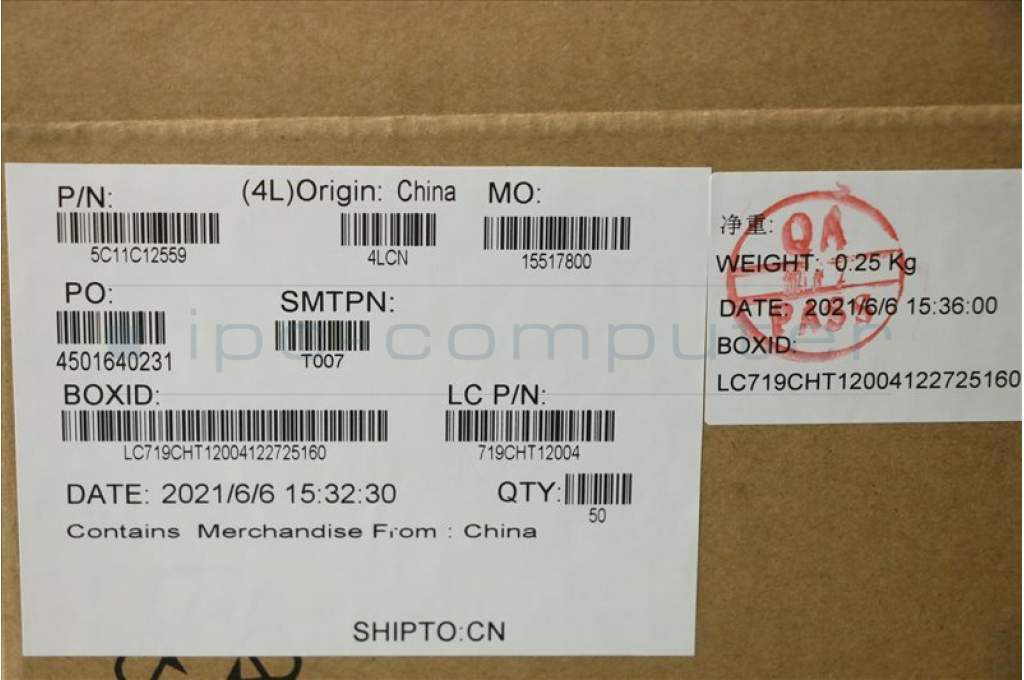 P/N:
5C11C12559
(4L)Origin: China
4LCN
MO:
15517800
PO:
4501640231
SMTPN:
T007
BOXID:
LC719CHT12004122725160
LC P/N:
719CHT12004
DATE: 2021/6/6 15:32:30
QTY:
50
Contains Merchandise From : China
SHIPTO:CN
净重:
WEIGHT: 0.25 Kg
DATE: 2021/6/6 15:36:00
BOXID:
LC719CHT12004122725160
QA
PASS
ipc-computer